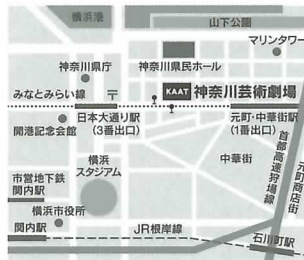 横浜港
山下公園
マリンタワー
神奈川県庁
神奈川県民ホール
みなとみらい線
〒
KAAT 神奈川芸術劇場
開港記念会館
日本大通り駅
(3番出口)
元町・中華街駅
(1番出口)
横浜
スタジアム
中華街
首都高速狩場線
元町商店街
市営地下鉄
関内駅
横浜市役所
関内駅
JR根岸線
石川町駅